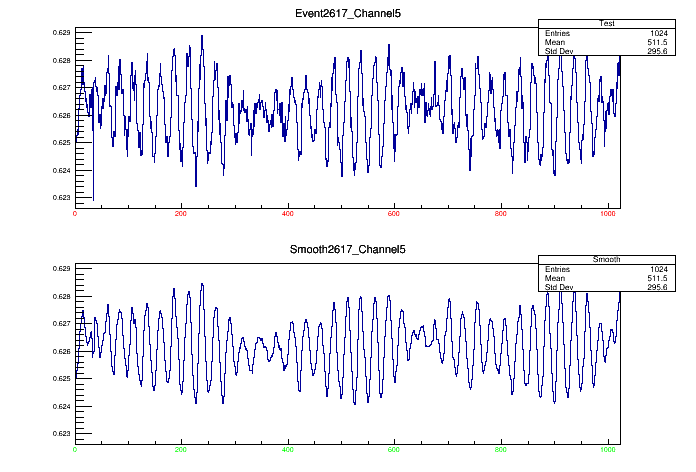 Event2617_Channel5
Test
Entries 1024
Mean 511.5
Std Dev 295.6
0.629
0.628
0.627
0.626
0.625
0.624
0.623
0 200 400 600 800 1000
Smooth2617_Channel5
Smooth
Entries 1024
Mean 511.5
Std Dev 295.6
0.629
0.628
0.627
0.626
0.625
0.624
0.623
0 200 400 600 800 1000